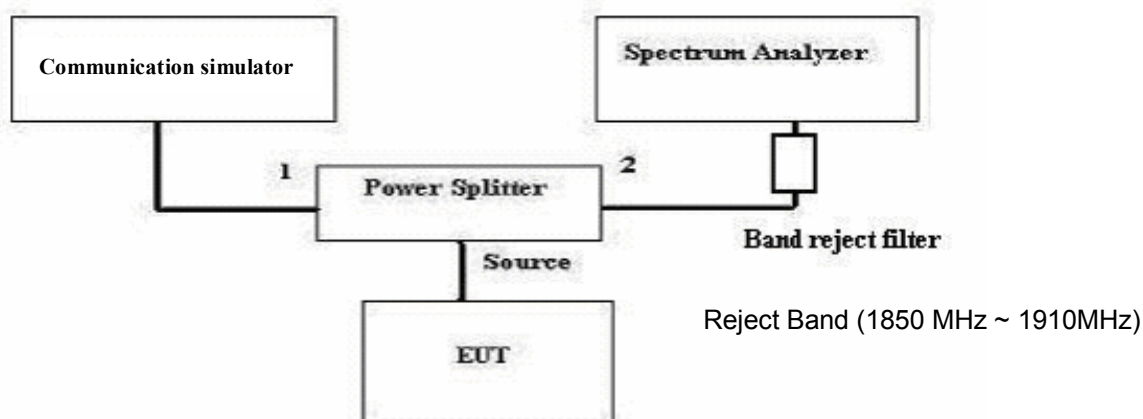 Communication simulator
Spectrum Analyzer
1
Power Splitter
2
Band reject filter
Source
Reject Band (1850 MHz ~ 1910MHz)
EUT